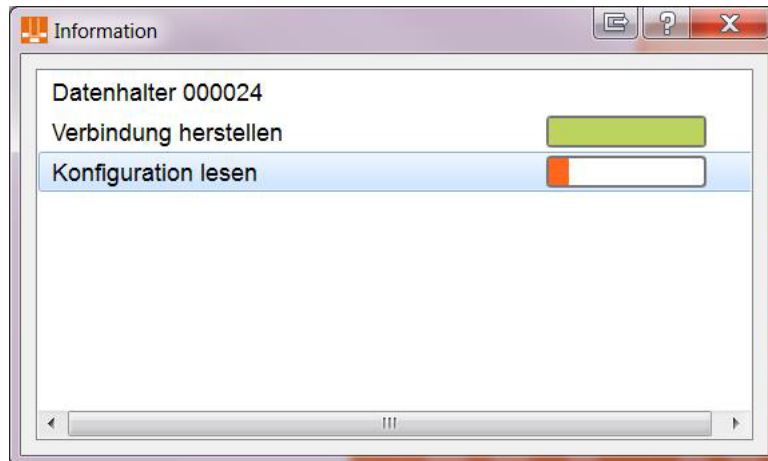 Information
Datenhalter 000024
Verbindung herstellen
Konfiguration lesen